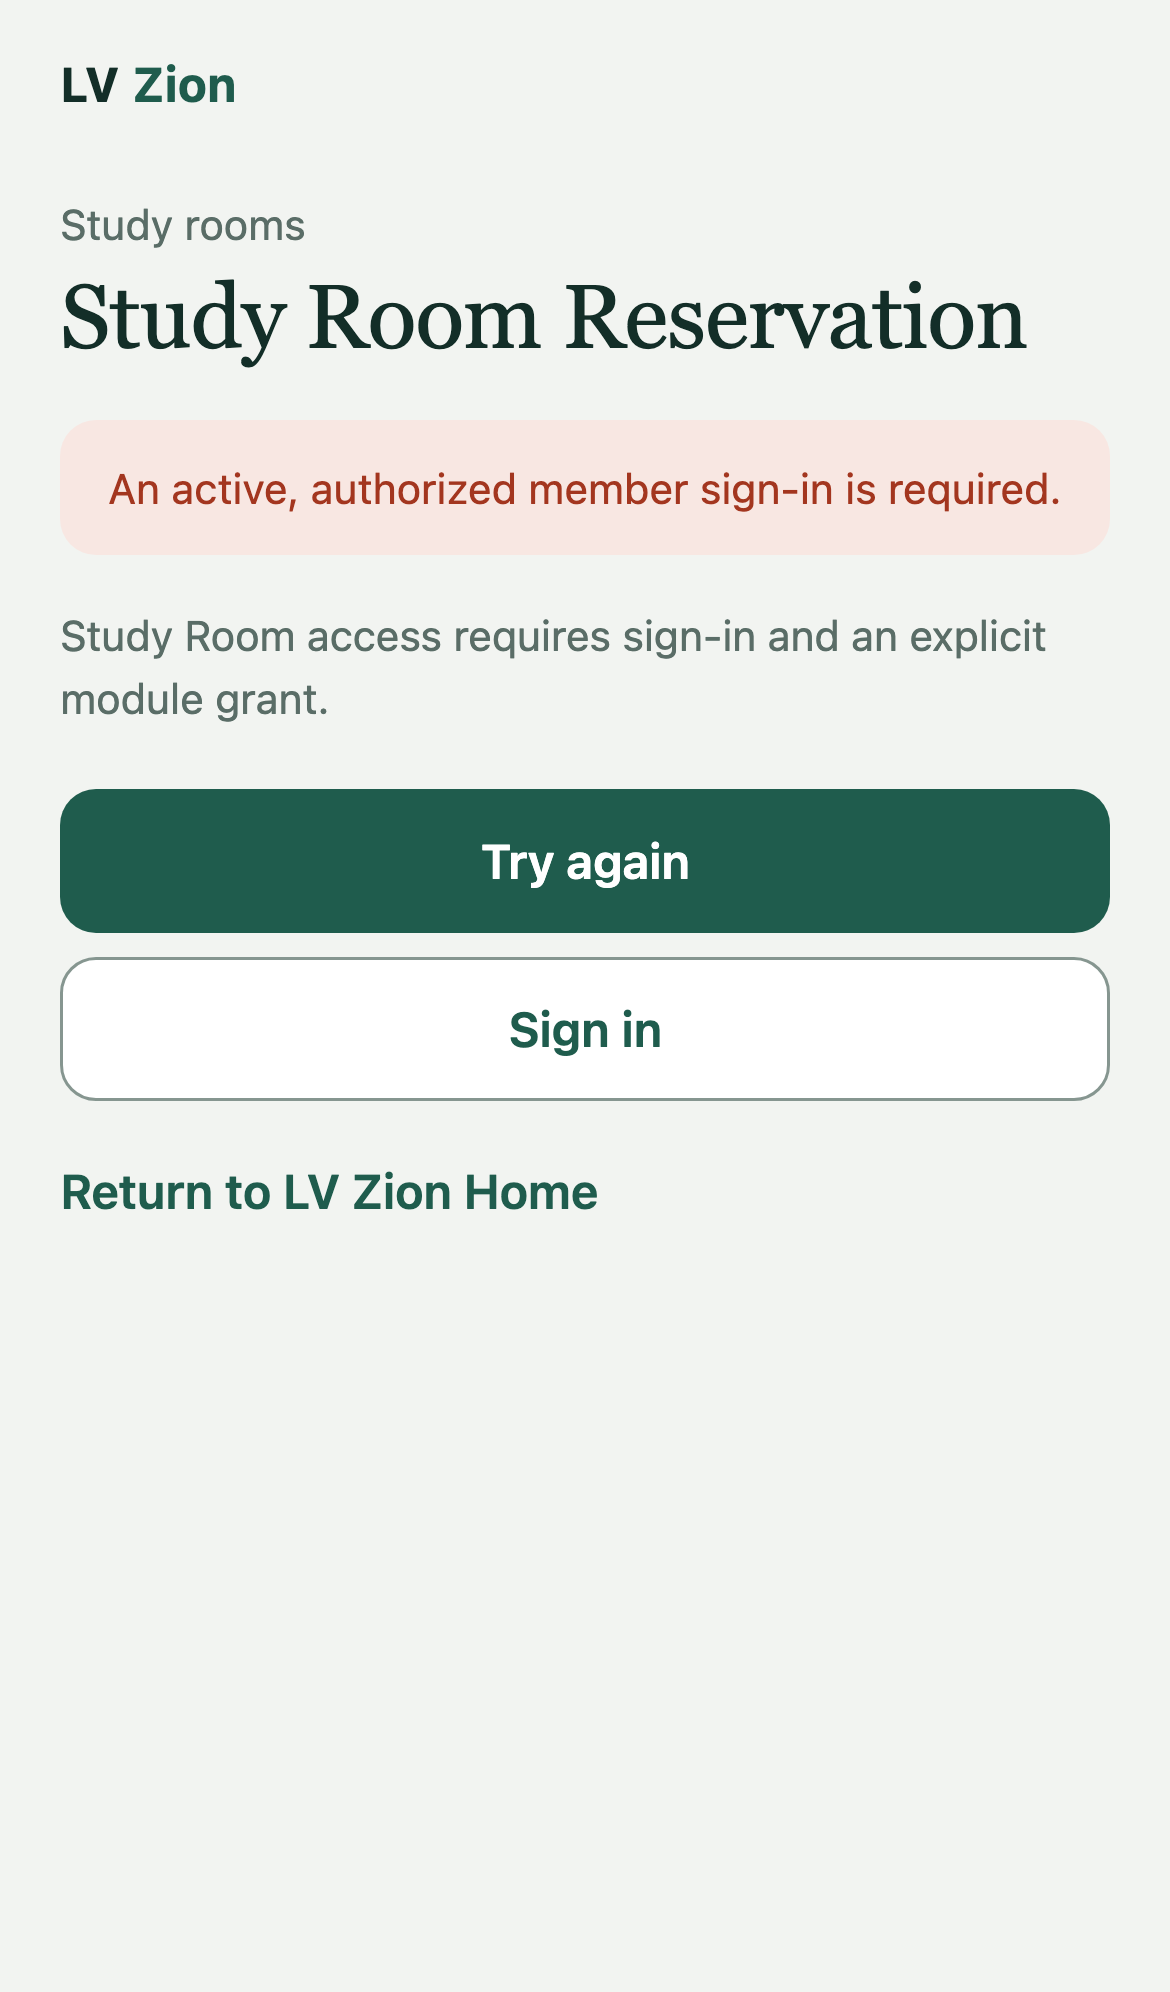 LV Zion
Study rooms
Study Room Reservation
An active, authorized member sign-in is required.
Study Room access requires sign-in and an explicit
module grant.
Try again
Sign in
Return to LV Zion Home